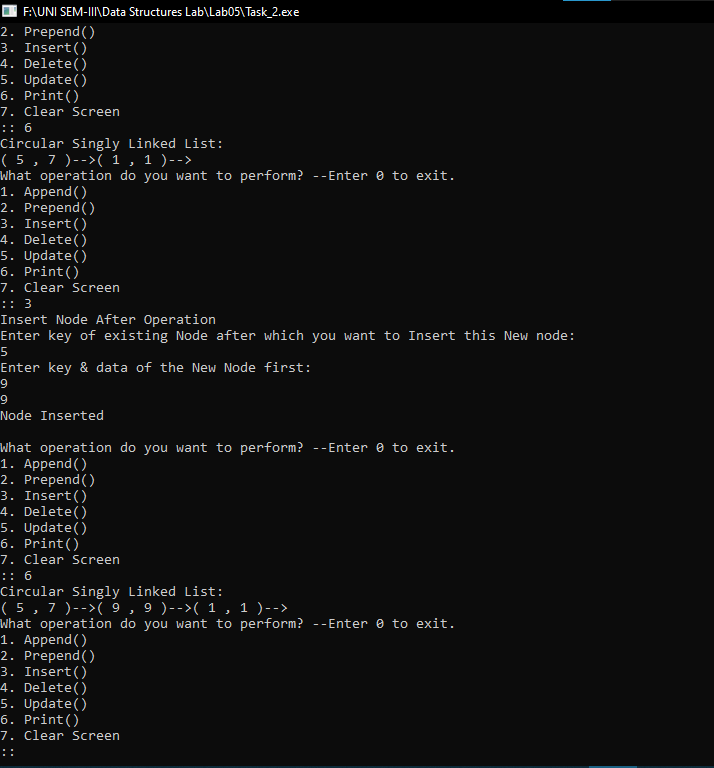 F:\UNI SEM-III\Data Structures Lab\Lab05\Task_2.exe
2. Prepend()
3. Insert()
4. Delete()
5. Update()
6. Print()
7. Clear Screen
:: 6
Circular Singly Linked List:
( 5 , 7 )-->( 1 , 1 )-->
What operation do you want to perform? --Enter 0 to exit.
1. Append()
2. Prepend()
3. Insert()
4. Delete()
5. Update()
6. Print()
7. Clear Screen
:: 3
Insert Node After Operation
Enter key of existing Node after which you want to Insert this New node:
5
Enter key & data of the New Node first:
9
9
Node Inserted
What operation do you want to perform? --Enter 0 to exit.
1. Append()
2. Prepend()
3. Insert()
4. Delete()
5. Update()
6. Print()
7. Clear Screen
:: 6
Circular Singly Linked List:
( 5 , 7 )-->( 9 , 9 )-->( 1 , 1 )-->
What operation do you want to perform? --Enter 0 to exit.
1. Append()
2. Prepend()
3. Insert()
4. Delete()
5. Update()
6. Print()
7. Clear Screen
::